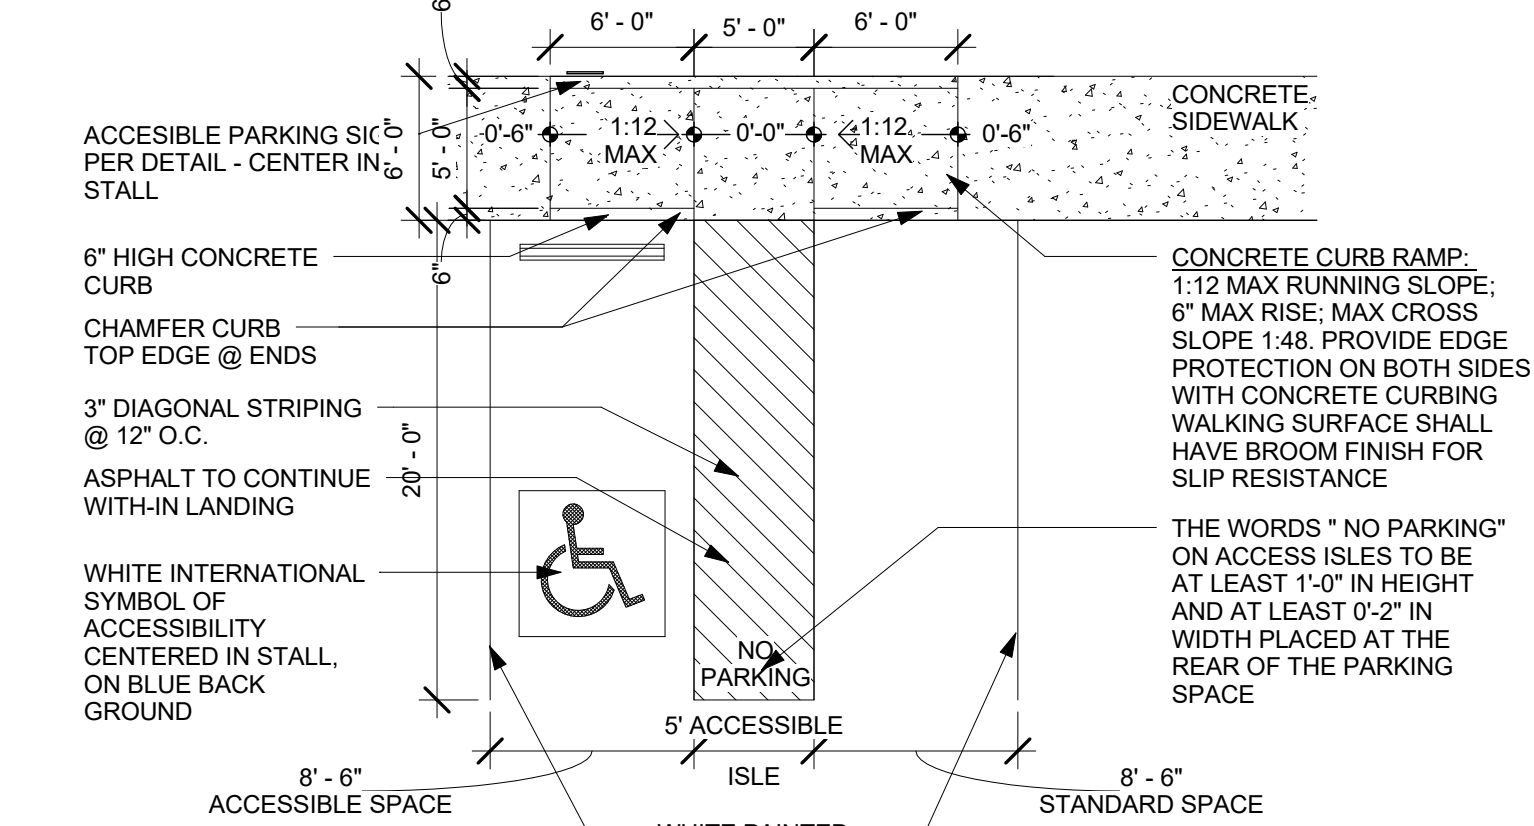 6"
6' - 0"
5' - 0"
6' - 0"
CONCRETE
SIDEWALK
ACCESIBLE PARKING SIG
PER DETAIL - CENTER IN
STALL
6' - 0"
5' - 0"
0'-6"
1:12
MAX
0'-0"
1:12
MAX
0'-6"
6" HIGH CONCRETE
CURB
6"
CHAMFER CURB
TOP EDGE @ ENDS
3" DIAGONAL STRIPING
@ 12" O.C.
20' - 0"
ASPHALT TO CONTINUE
WITH-IN LANDING
WHITE INTERNATIONAL
SYMBOL OF
ACCESSIBILITY
CENTERED IN STALL,
ON BLUE BACK
GROUND
CONCRETE CURB RAMP:
1:12 MAX RUNNING SLOPE;
6" MAX RISE; MAX CROSS
SLOPE 1:48. PROVIDE EDGE
PROTECTION ON BOTH SIDES
WITH CONCRETE CURBING
WALKING SURFACE SHALL
HAVE BROOM FINISH FOR
SLIP RESISTANCE
THE WORDS " NO PARKING"
ON ACCESS ISLES TO BE
AT LEAST 1'-0" IN HEIGHT
AND AT LEAST 0'-2" IN
WIDTH PLACED AT THE
REAR OF THE PARKING
SPACE
NO
PARKING
5' ACCESSIBLE
ISLE
8' - 6"
ACCESSIBLE SPACE
8' - 6"
STANDARD SPACE
WHITE PAINTED